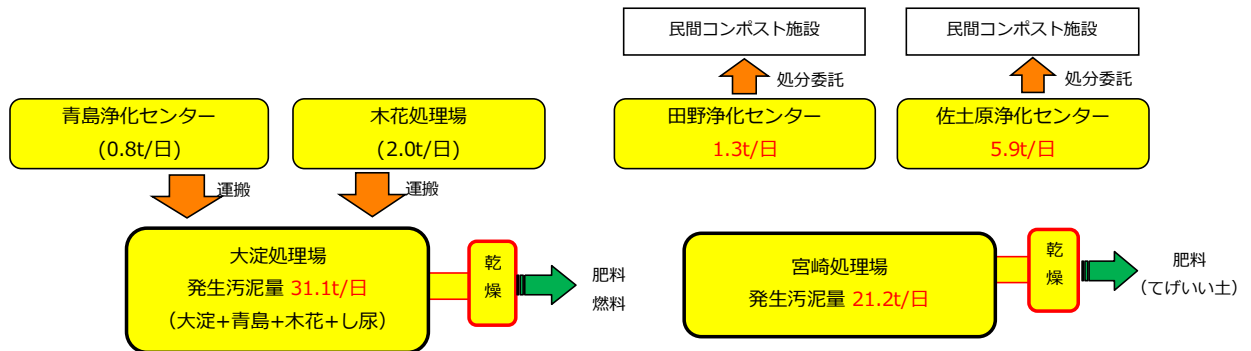 民間コンポスト施設
民間コンポスト施設
処分委託
処分委託
青島浄化センター
(0.8t/日)
木花処理場
(2.0t/日)
田野浄化センター
1.3t/日
佐土原浄化センター
5.9t/日
運搬
運搬
大淀処理場
発生汚泥量 31.1t/日
（大淀+青島+木花+し尿）
乾
燥
肥料
燃料
宮崎処理場
発生汚泥量 21.2t/日
乾
燥
肥料
（てげいい土）